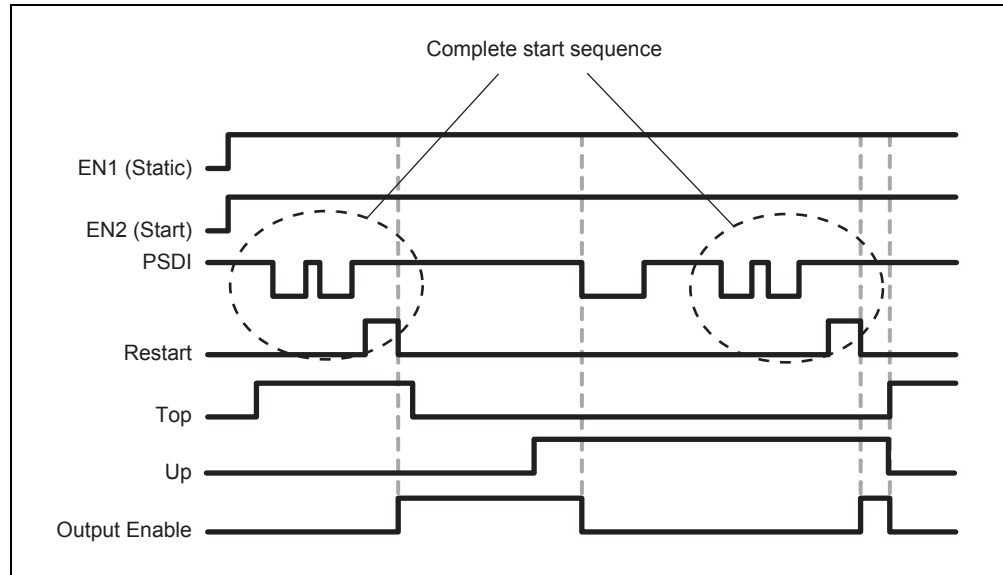 Complete start sequence
EN1 (Static)
EN2 (Start)
PSDI
Restart
Top
Up
Output Enable